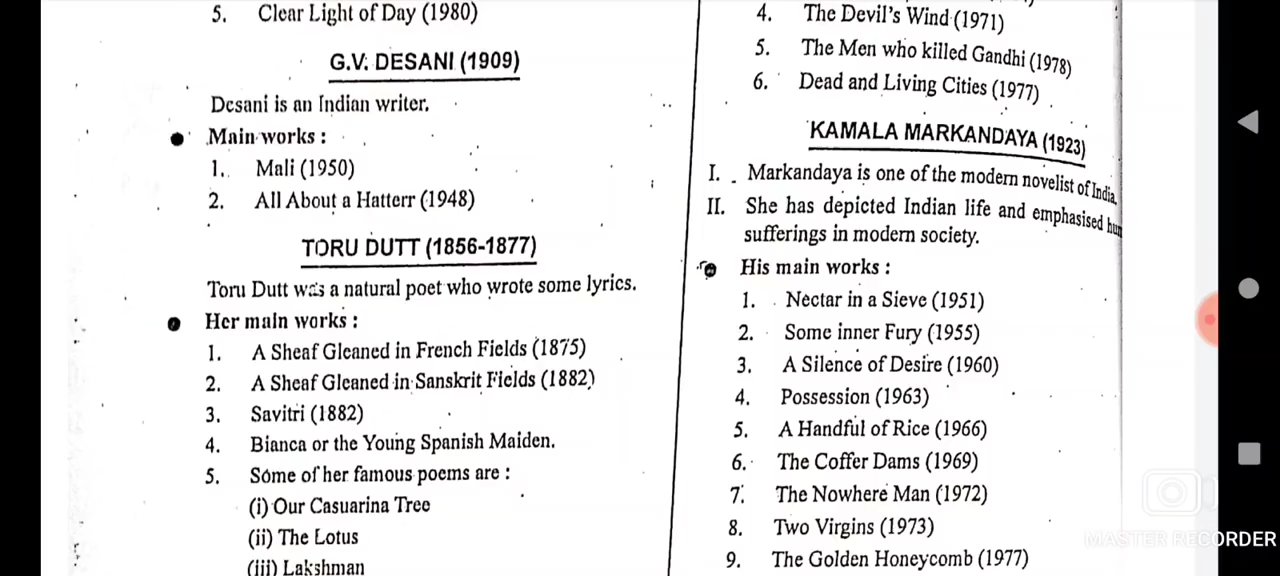 5. Clear Light of Day (1980)
G.V. DESANI (1909)
Desani is an Indian writer.
● Main works :
1. Mali (1950)
2. All About a Hatterr (1948)
TORU DUTT (1856-1877)
Toru Dutt was a natural poet who wrote some lyrics.
● Her main works :
1. A Sheaf Gleaned in French Fields (1875)
2. A Sheaf Gleaned in Sanskrit Fields (1882)
3. Savitri (1882)
4. Bianca or the Young Spanish Maiden.
5. Some of her famous poems are :
(i) Our Casuarina Tree
(ii) The Lotus
(iii) Lakshman
4. The Devil's Wind (1971)
5. The Men who killed Gandhi (1978)
6. Dead and Living Cities (1977)
KAMALA MARKANDAYA (1923)
I. Markandaya is one of the modern novelist of India.
II. She has depicted Indian life and emphasised
sufferings in modern society.
● His main works :
1. Nectar in a Sieve (1951)
2. Some inner Fury (1955)
3. A Silence of Desire (1960)
4. Possession (1963)
5. A Handful of Rice (1966)
6. The Coffer Dams (1969)
7. The Nowhere Man (1972)
8. Two Virgins (1973)
9. The Golden Honeycomb (1977)
MASTER RECORDER